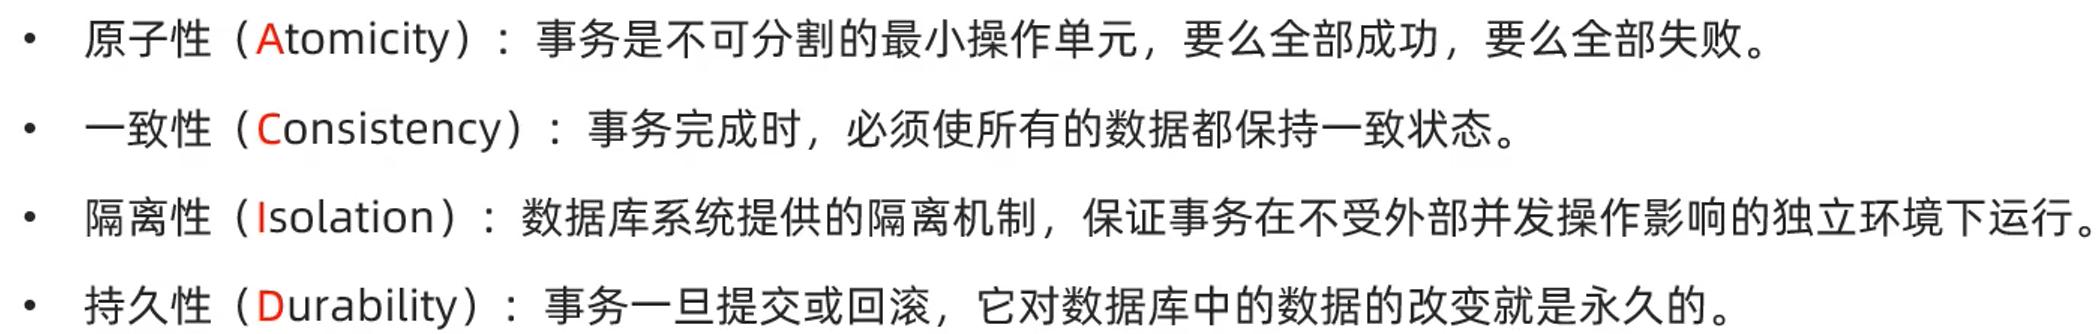 • 原子性（Atomicity）：事务是不可分割的最小操作单元，要么全部成功，要么全部失败。
• 一致性（Consistency）：事务完成时，必须使所有的数据都保持一致状态。
• 隔离性（Isolation）：数据库系统提供的隔离机制，保证事务在不受外部并发操作影响的独立环境下运行。
• 持久性（Durability）：事务一旦提交或回滚，它对数据库中的数据的改变就是永久的。